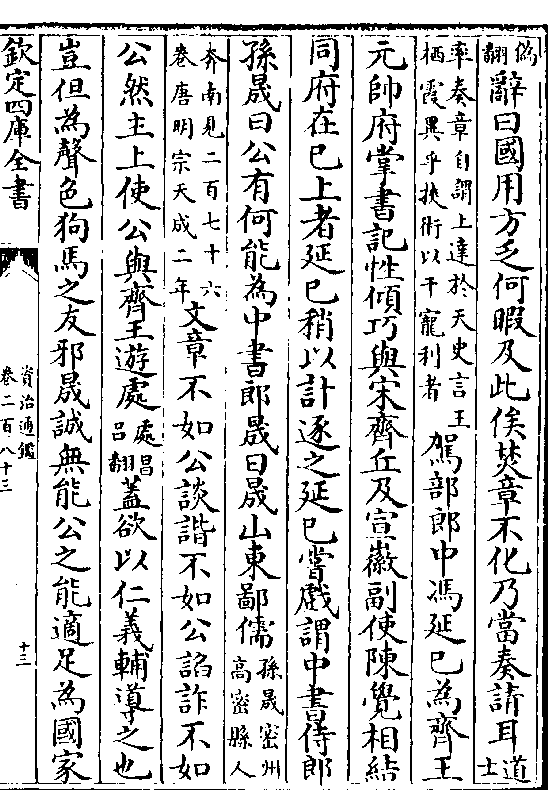 僞翻辭曰國用方乏何暇及此俟焚章不化乃當奏請耳道士
率奏章自謂上達於天史言王栖霞異乎挾術以干寵利者駕部郎中馮延巳為齊王
元帥府掌書記性傾巧與宋齊丘及宣徽副使陳覺相結
同府在巳上者延巳稍以計逐之延巳嘗戲謂中書侍郎
孫晟曰公有何能為中書郎晟曰晟山東鄙儒孫晟密州高密縣人
奔南見二百七十六卷唐明宗天成二年文章不如公談諧不如公諂詐不如
公然主上使公與齊王遊處處昌吕翻蓋欲以仁義輔導之也
豈但為聲色狗馬之友邪晟誠無能公之能適足為國家
欽定四庫全書
資治通鑑
卷二百八十三
十三